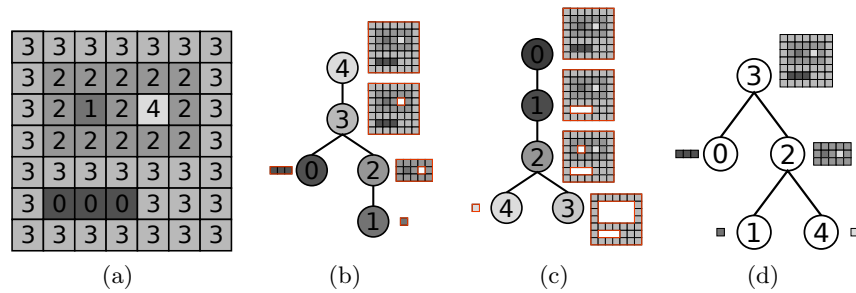 3 3 3 3 3 3 3
3 2 2 2 2 2 3
3 2 1 2 4 2 3
3 2 2 2 2 2 3
3 3 3 3 3 3 3
3 0 0 0 3 3 3
3 3 3 3 3 3 3
(a)
4
3
0 2
1
(b)
0
1
2
4 3
(c)
3
0 2
1 4
(d)